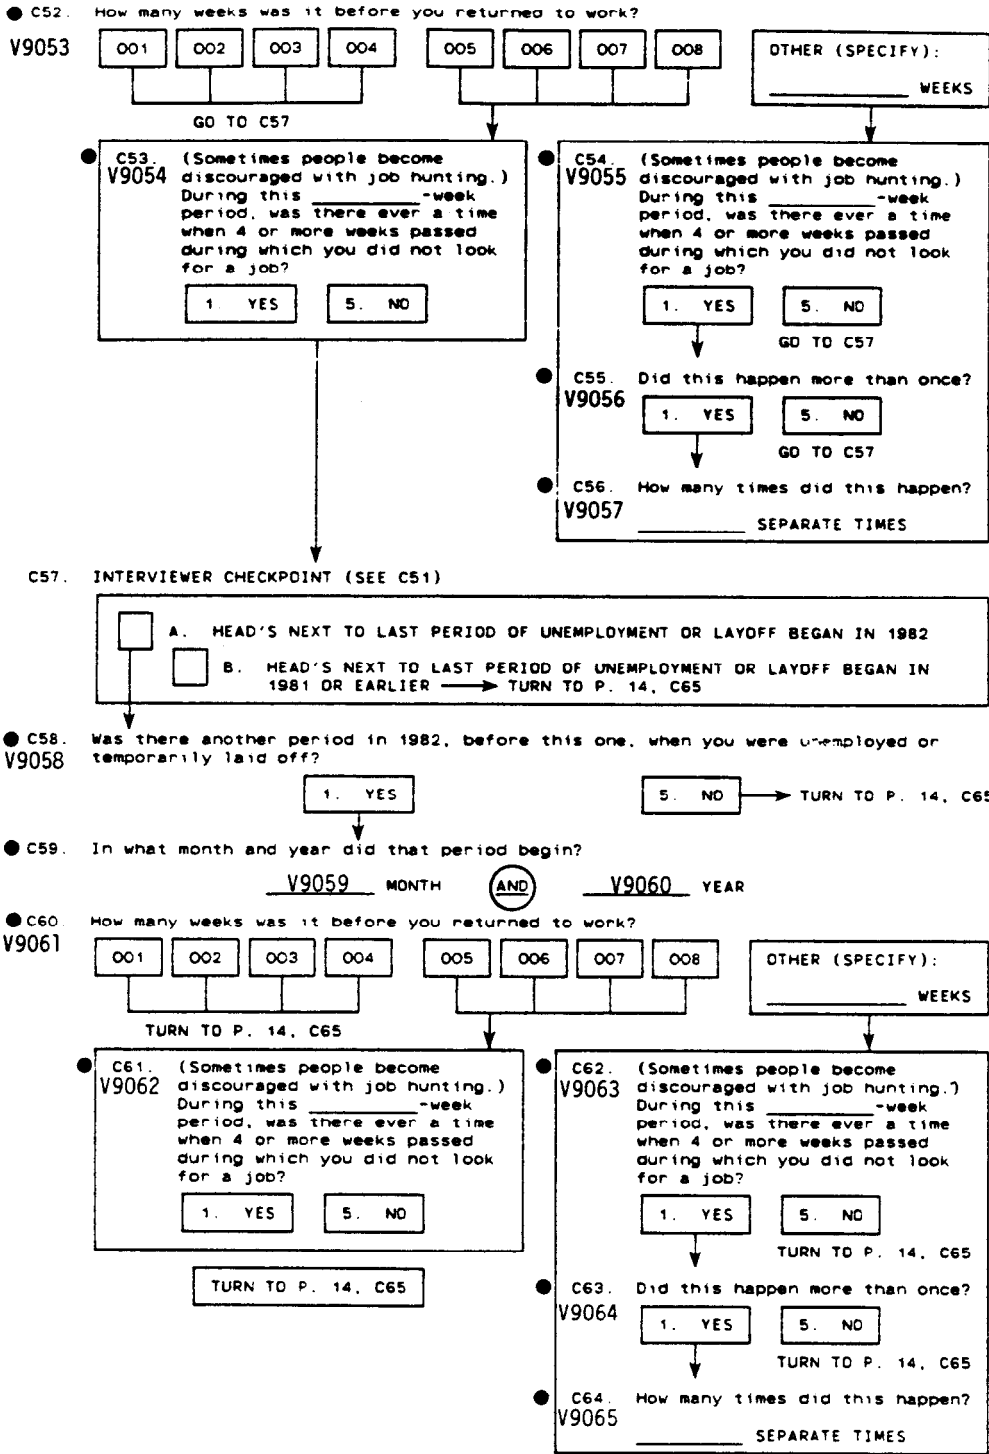 ● C52. How many weeks was it before you returned to work?
V9053
001 002 003 004 005 006 007 008
OTHER (SPECIFY):
__________ WEEKS
GO TO C57
● C53. (Sometimes people become
V9054 discouraged with job hunting.)
During this ________-week
period, was there ever a time
when 4 or more weeks passed
during which you did not look
for a job?
1. YES 5. NO
● C54. (Sometimes people become
V9055 discouraged with job hunting.)
During this ________-week
period, was there ever a time
when 4 or more weeks passed
during which you did not look
for a job?
1. YES 5. NO
GO TO C57
● C55. Did this happen more than once?
V9056
1. YES 5. NO
GO TO C57
● C56. How many times did this happen?
V9057
________ SEPARATE TIMES
C57. INTERVIEWER CHECKPOINT (SEE C51)
A. HEAD'S NEXT TO LAST PERIOD OF UNEMPLOYMENT OR LAYOFF BEGAN IN 1982
B. HEAD'S NEXT TO LAST PERIOD OF UNEMPLOYMENT OR LAYOFF BEGAN IN
1981 OR EARLIER → TURN TO P. 14, C65
● C58. Was there another period in 1982, before this one, when you were unemployed or
V9058 temporarily laid off?
1. YES 5. NO → TURN TO P. 14, C65
● C59. In what month and year did that period begin?
V9059 MONTH AND V9060 YEAR
● C60. How many weeks was it before you returned to work?
V9061
001 002 003 004 005 006 007 008
OTHER (SPECIFY):
__________ WEEKS
TURN TO P. 14, C65
● C61. (Sometimes people become
V9062 discouraged with job hunting.)
During this ________-week
period, was there ever a time
when 4 or more weeks passed
during which you did not look
for a job?
1. YES 5. NO
TURN TO P. 14, C65
● C62. (Sometimes people become
V9063 discouraged with job hunting.)
During this ________-week
period, was there ever a time
when 4 or more weeks passed
during which you did not look
for a job?
1. YES 5. NO
TURN TO P. 14, C65
● C63. Did this happen more than once?
V9064
1. YES 5. NO
TURN TO P. 14, C65
● C64. How many times did this happen?
V9065
________ SEPARATE TIMES